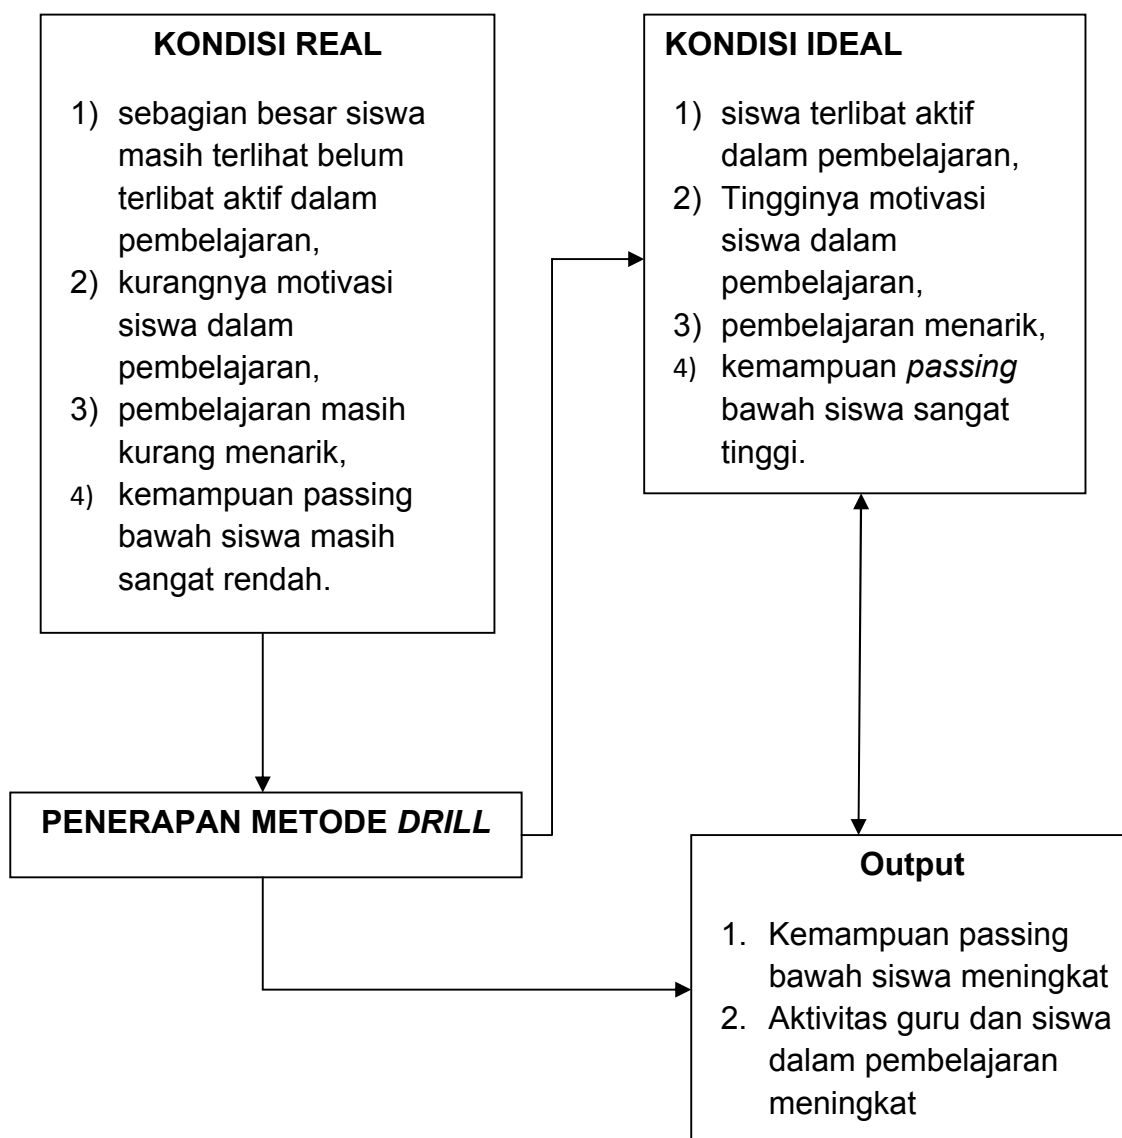 KONDISI REAL
1) sebagian besar siswa
masih terlihat belum
terlibat aktif dalam
pembelajaran,
2) kurangnya motivasi
siswa dalam
pembelajaran,
3) pembelajaran masih
kurang menarik,
4) kemampuan passing
bawah siswa masih
sangat rendah.
KONDISI IDEAL
1) siswa terlibat aktif
dalam pembelajaran,
2) Tingginya motivasi
siswa dalam
pembelajaran,
3) pembelajaran menarik,
4) kemampuan passing
bawah siswa sangat
tinggi.
PENERAPAN METODE DRILL
Output
1. Kemampuan passing
bawah siswa meningkat
2. Aktivitas guru dan siswa
dalam pembelajaran
meningkat